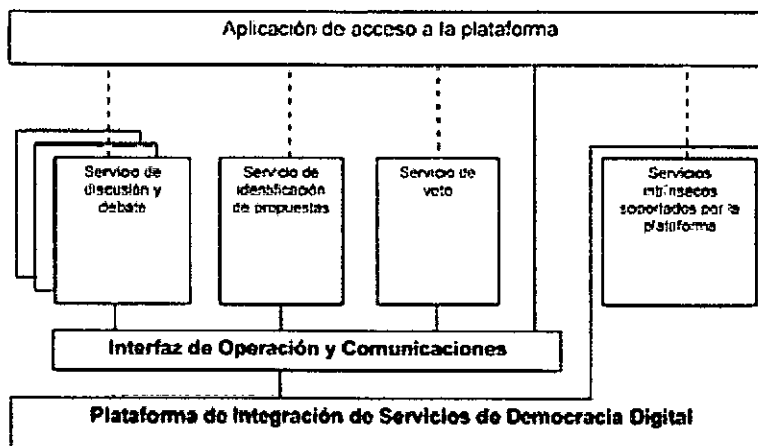 Aplicación de acceso a la plataforma
Servicio de
discusión y
debate
Servicio de
identificación
de propuestas
Servicio de
voto
Servicios
intrínsecos
soportados por la
plataforma
Interfaz de Operación y Comunicaciones
Plataforma de Integración de Servicios de Democracia Digital